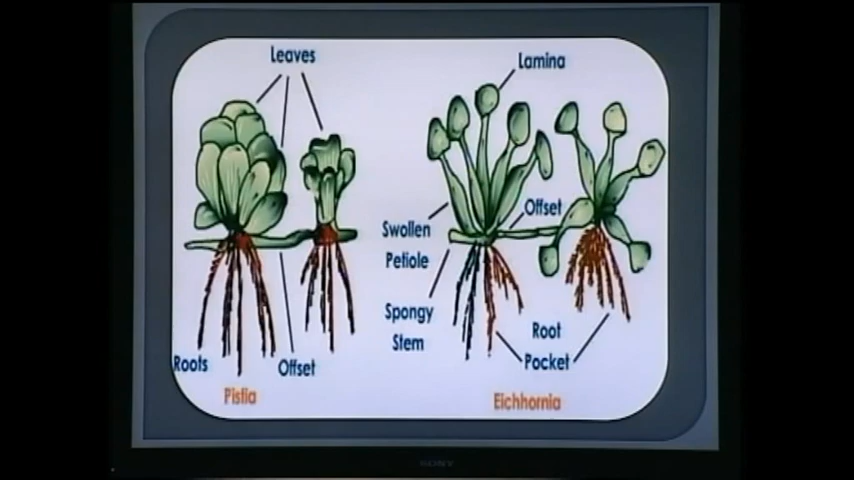 Leaves
Roots
Offset
Pistia
Lamina
Offset
Swollen
Petiole
Spongy
Stem
Root
Pocket
Eichhornia
SONY